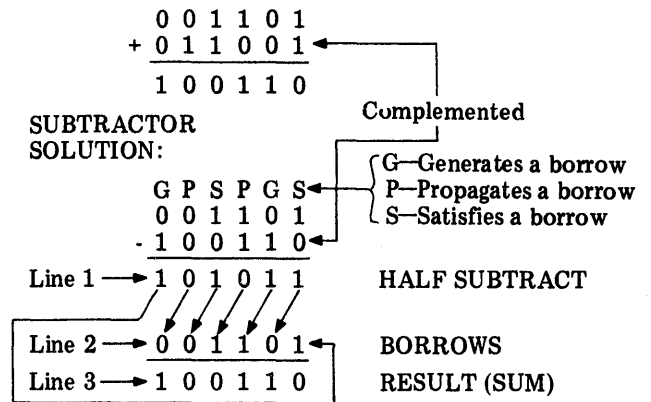 0 0 1 1 0 1
+ 0 1 1 0 0 1
1 0 0 1 1 0
Complemented
SUBTRACTOR
SOLUTION:
G P S P G S
G—Generates a borrow
P—Propagates a borrow
S—Satisfies a borrow
0 0 1 1 0 1
- 1 0 0 1 1 0
Line 1 1 0 1 0 1 1 HALF SUBTRACT
Line 2 0 0 1 1 0 1 BORROWS
Line 3 1 0 0 1 1 0 RESULT (SUM)